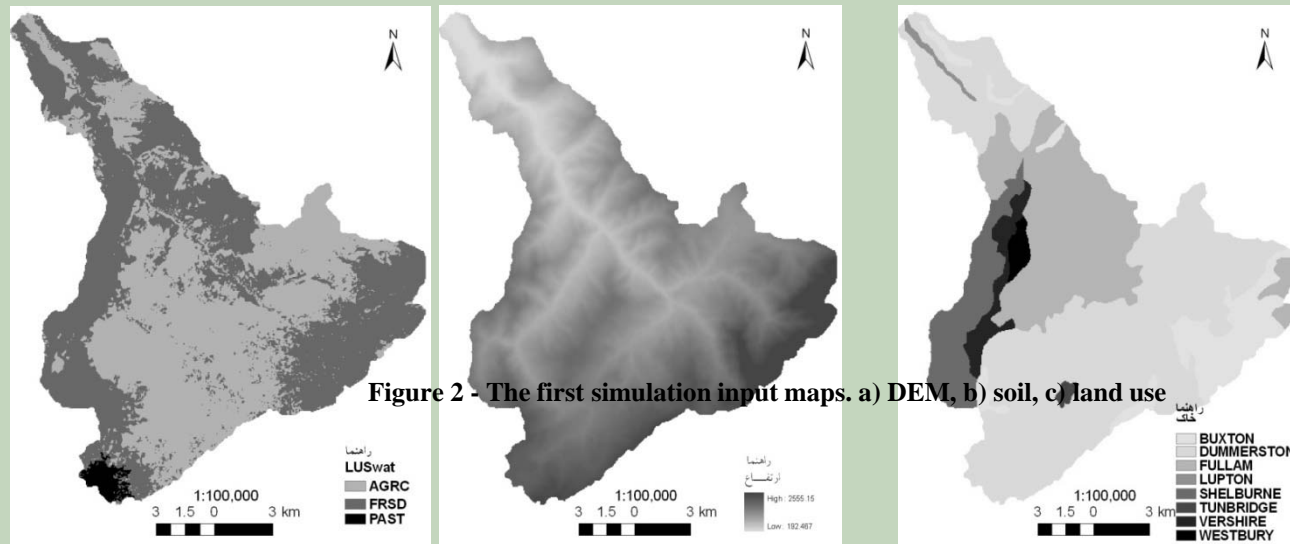 N
راهنما
LUSwat
AGRC
FRSD
PAST
1:100,000
3 1.5 0 3 km
N
راهنما
ارتفاع
High : 2555.15
Low : 192.467
1:100,000
3 1.5 0 3 km
N
راهنما
خاک
BUXTON
DUMMERSTON
FULLAM
LUPTON
SHELBURNE
TUNBRIDGE
VERSHIRE
WESTBURY
1:100,000
3 1.5 0 3 km
Figure 2 - The first simulation input maps. a) DEM, b) soil, c) land use